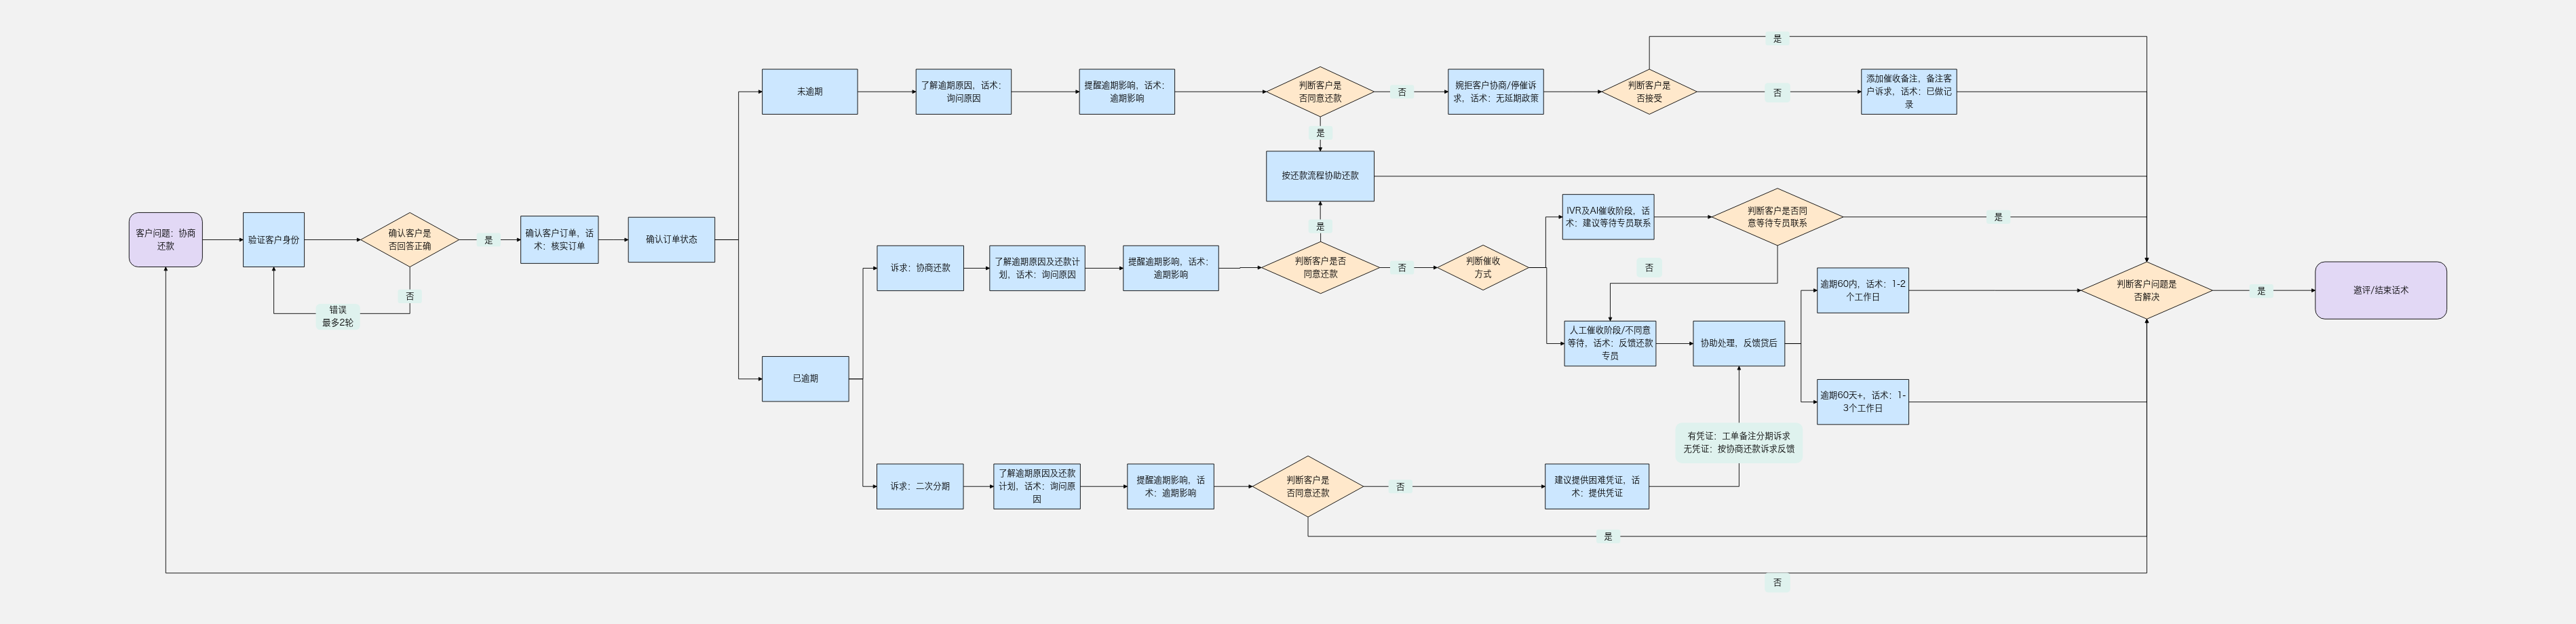 是
未逾期
了解逾期原因，话术：
询问原因
提醒逾期影响，话术：
逾期影响
判断客户是
否同意还款
否
婉拒客户协商/停催诉
求，话术：无延期政策
判断客户是
否接受
否
添加催收备注，备注客
户诉求，话术：已做记
录
是
按还款流程协助还款
是
客户问题：协商
还款
验证客户身份
确认客户是
否回答正确
是
确认客户订单，话
术：核实订单
确认订单状态
否
错误
最多2轮
诉求：协商还款
了解逾期原因及还款计
划，话术：询问原因
提醒逾期影响，话术：
逾期影响
判断客户是否
同意还款
否
判断催收
方式
IVR及AI催收阶段，话
术：建议等待专员联系
判断客户是否同
意等待专员联系
是
否
人工催收阶段/不同意
等待，话术：反馈还款
专员
协助处理，反馈贷后
逾期60内，话术：1-2
个工作日
逾期60天+，话术：1-
3个工作日
判断客户问题是
否解决
是
邀评/结束话术
已逾期
有凭证：工单备注分期诉求
无凭证：按协商还款诉求反馈
诉求：二次分期
了解逾期原因及还款
计划，话术：询问原
因
提醒逾期影响，话
术：逾期影响
判断客户是
否同意还款
否
建议提供困难凭证，话
术：提供凭证
是
否